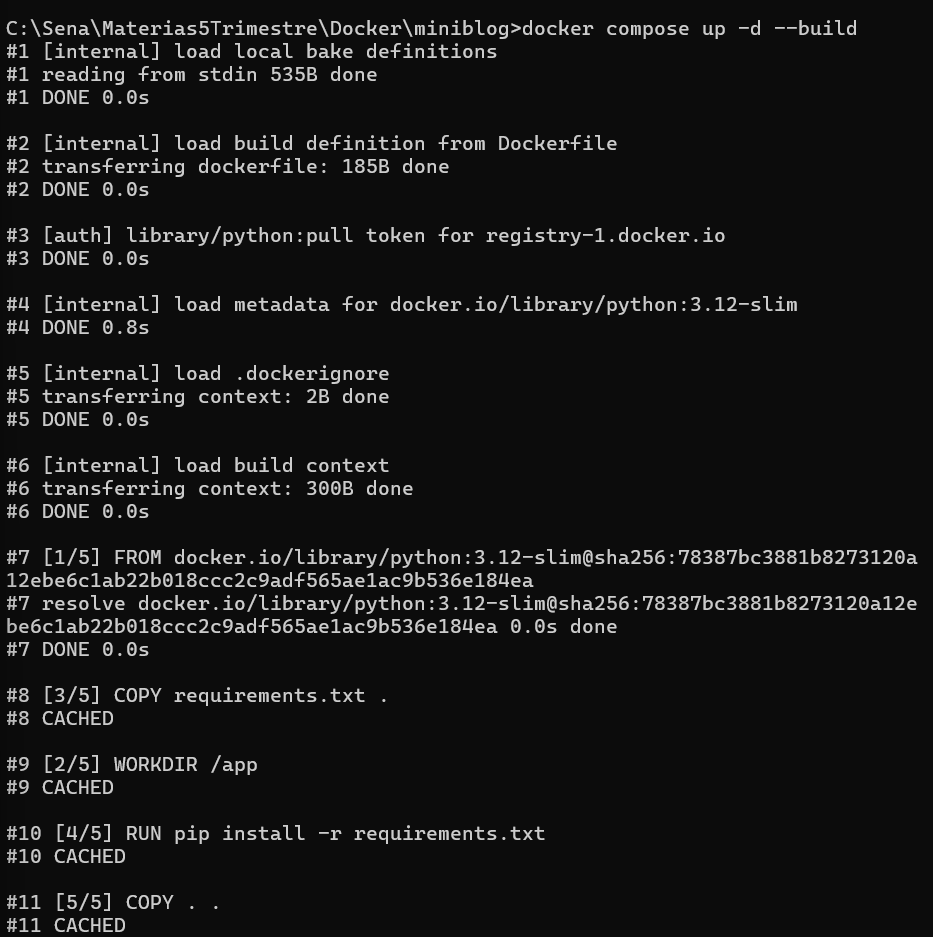 C:\Sena\Materias5Trimestre\Docker\miniblog>docker compose up -d --build
#1 [internal] load local bake definitions
#1 reading from stdin 535B done
#1 DONE 0.0s
#2 [internal] load build definition from Dockerfile
#2 transferring dockerfile: 185B done
#2 DONE 0.0s
#3 [auth] library/python:pull token for registry-1.docker.io
#3 DONE 0.0s
#4 [internal] load metadata for docker.io/library/python:3.12-slim
#4 DONE 0.8s
#5 [internal] load .dockerignore
#5 transferring context: 2B done
#5 DONE 0.0s
#6 [internal] load build context
#6 transferring context: 300B done
#6 DONE 0.0s
#7 [1/5] FROM docker.io/library/python:3.12-slim@sha256:78387bc3881b8273120a
12ebe6c1ab22b018ccc2c9adf565ae1ac9b536e184ea
#7 resolve docker.io/library/python:3.12-slim@sha256:78387bc3881b8273120a12e
be6c1ab22b018ccc2c9adf565ae1ac9b536e184ea 0.0s done
#7 DONE 0.0s
#8 [3/5] COPY requirements.txt .
#8 CACHED
#9 [2/5] WORKDIR /app
#9 CACHED
#10 [4/5] RUN pip install -r requirements.txt
#10 CACHED
#11 [5/5] COPY . .
#11 CACHED